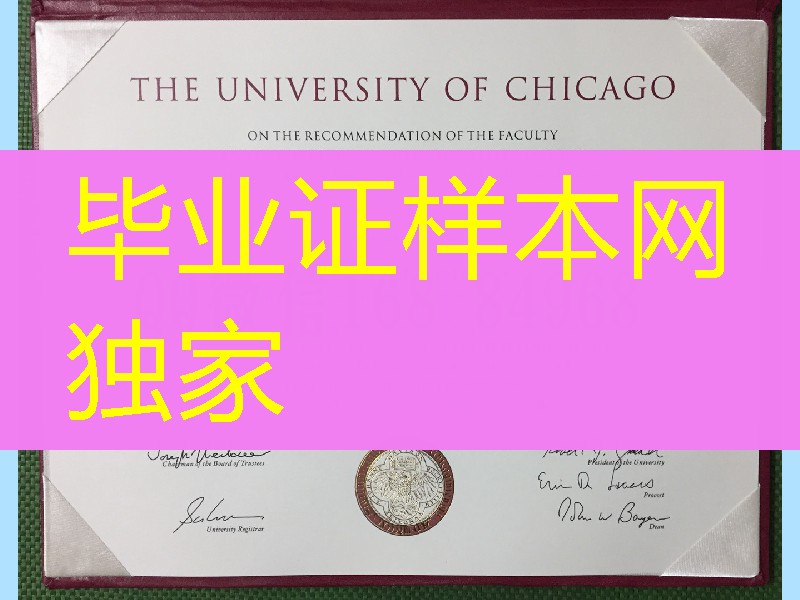 THE UNIVERSITY OF CHICAGO
ON THE RECOMMENDATION OF THE FACULTY
毕业证样本网
独家
Chairman of the Board of Trustees
President of the University
Provost
University Registrar
Dean